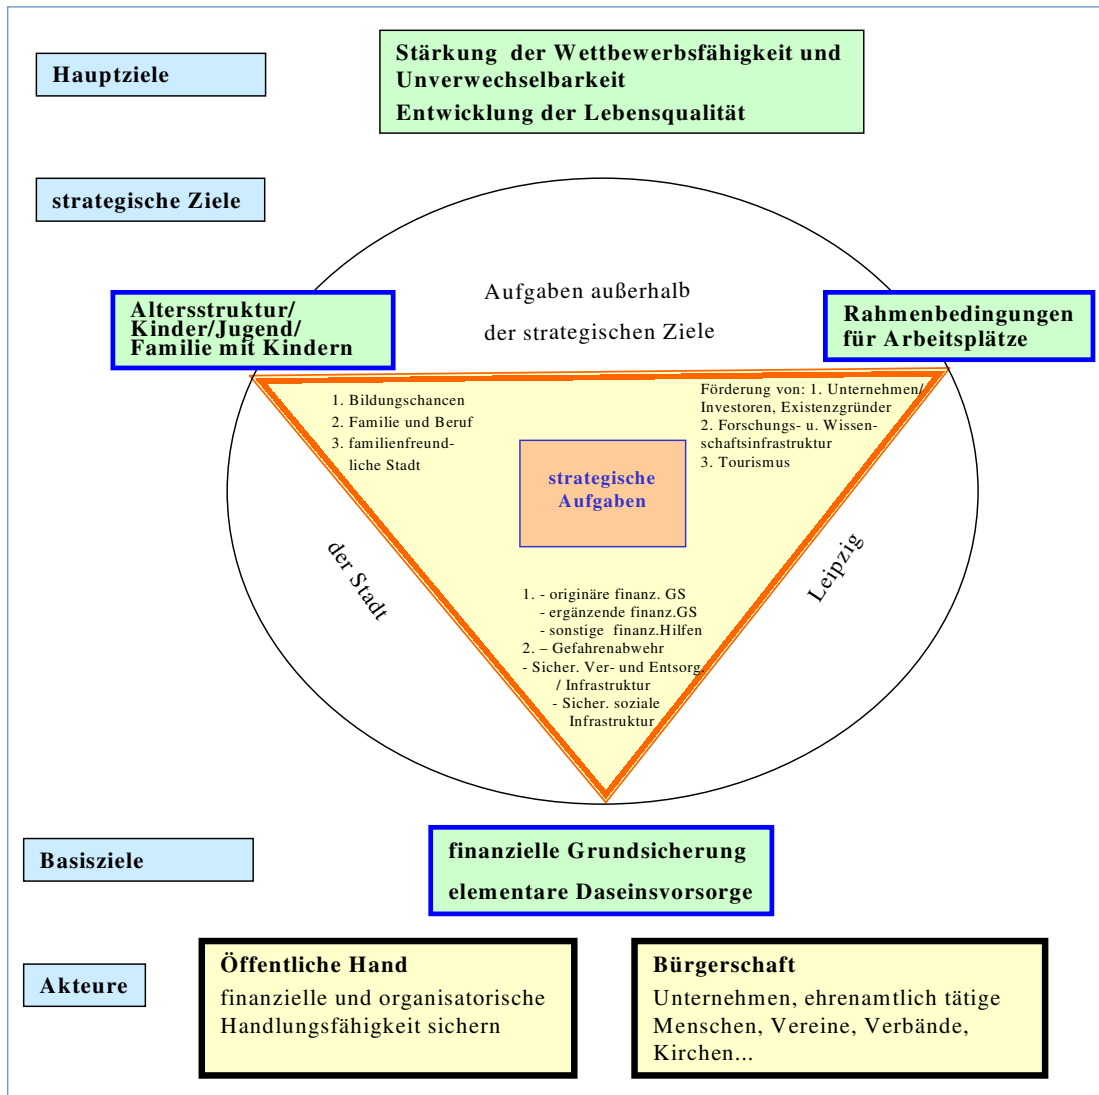 Hauptziele
Stärkung der Wettbewerbsfähigkeit und
Unverwechselbarkeit
Entwicklung der Lebensqualität
strategische Ziele
Aufgaben außerhalb
der strategischen Ziele
Altersstruktur/
Kinder/Jugend/
Familie mit Kindern
Rahmenbedingungen
für Arbeitsplätze
1. Bildungschancen
2. Familie und Beruf
3. familienfreund-
liche Stadt
Förderung von: 1. Unternehmen/
Investoren, Existenzgründer
2. Forschungs- u. Wissen-
schaftsinfrastruktur
3. Tourismus
strategische
Aufgaben
der Stadt
Leipzig
1. - originäre finanz. GS
- ergänzende finanz.GS
- sonstige finanz.Hilfen
2. – Gefahrenabwehr
- Sicher. Ver- und Entsorg.
/ Infrastruktur
- Sicher. soziale
Infrastruktur
Basisziele
finanzielle Grundsicherung
elementare Daseinsvorsorge
Akteure
Öffentliche Hand
finanzielle und organisatorische
Handlungsfähigkeit sichern
Bürgerschaft
Unternehmen, ehrenamtlich tätige
Menschen, Vereine, Verbände,
Kirchen...